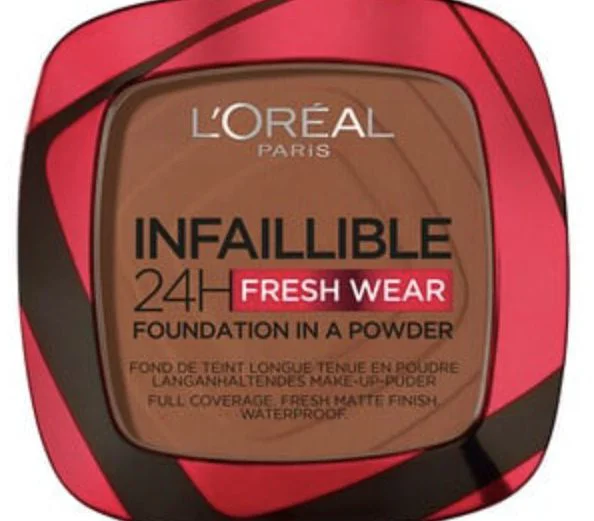 L'ORÉAL
PARIS
INFAILLIBLE
24H FRESH WEAR
FOUNDATION IN A POWDER
FOND DE TEINT LONGUE TENUE EN POUDRE
LANGANHALTENDES MAKE-UP-PUDER
FULL COVERAGE. FRESH MATTE FINISH.
WATERPROOF.